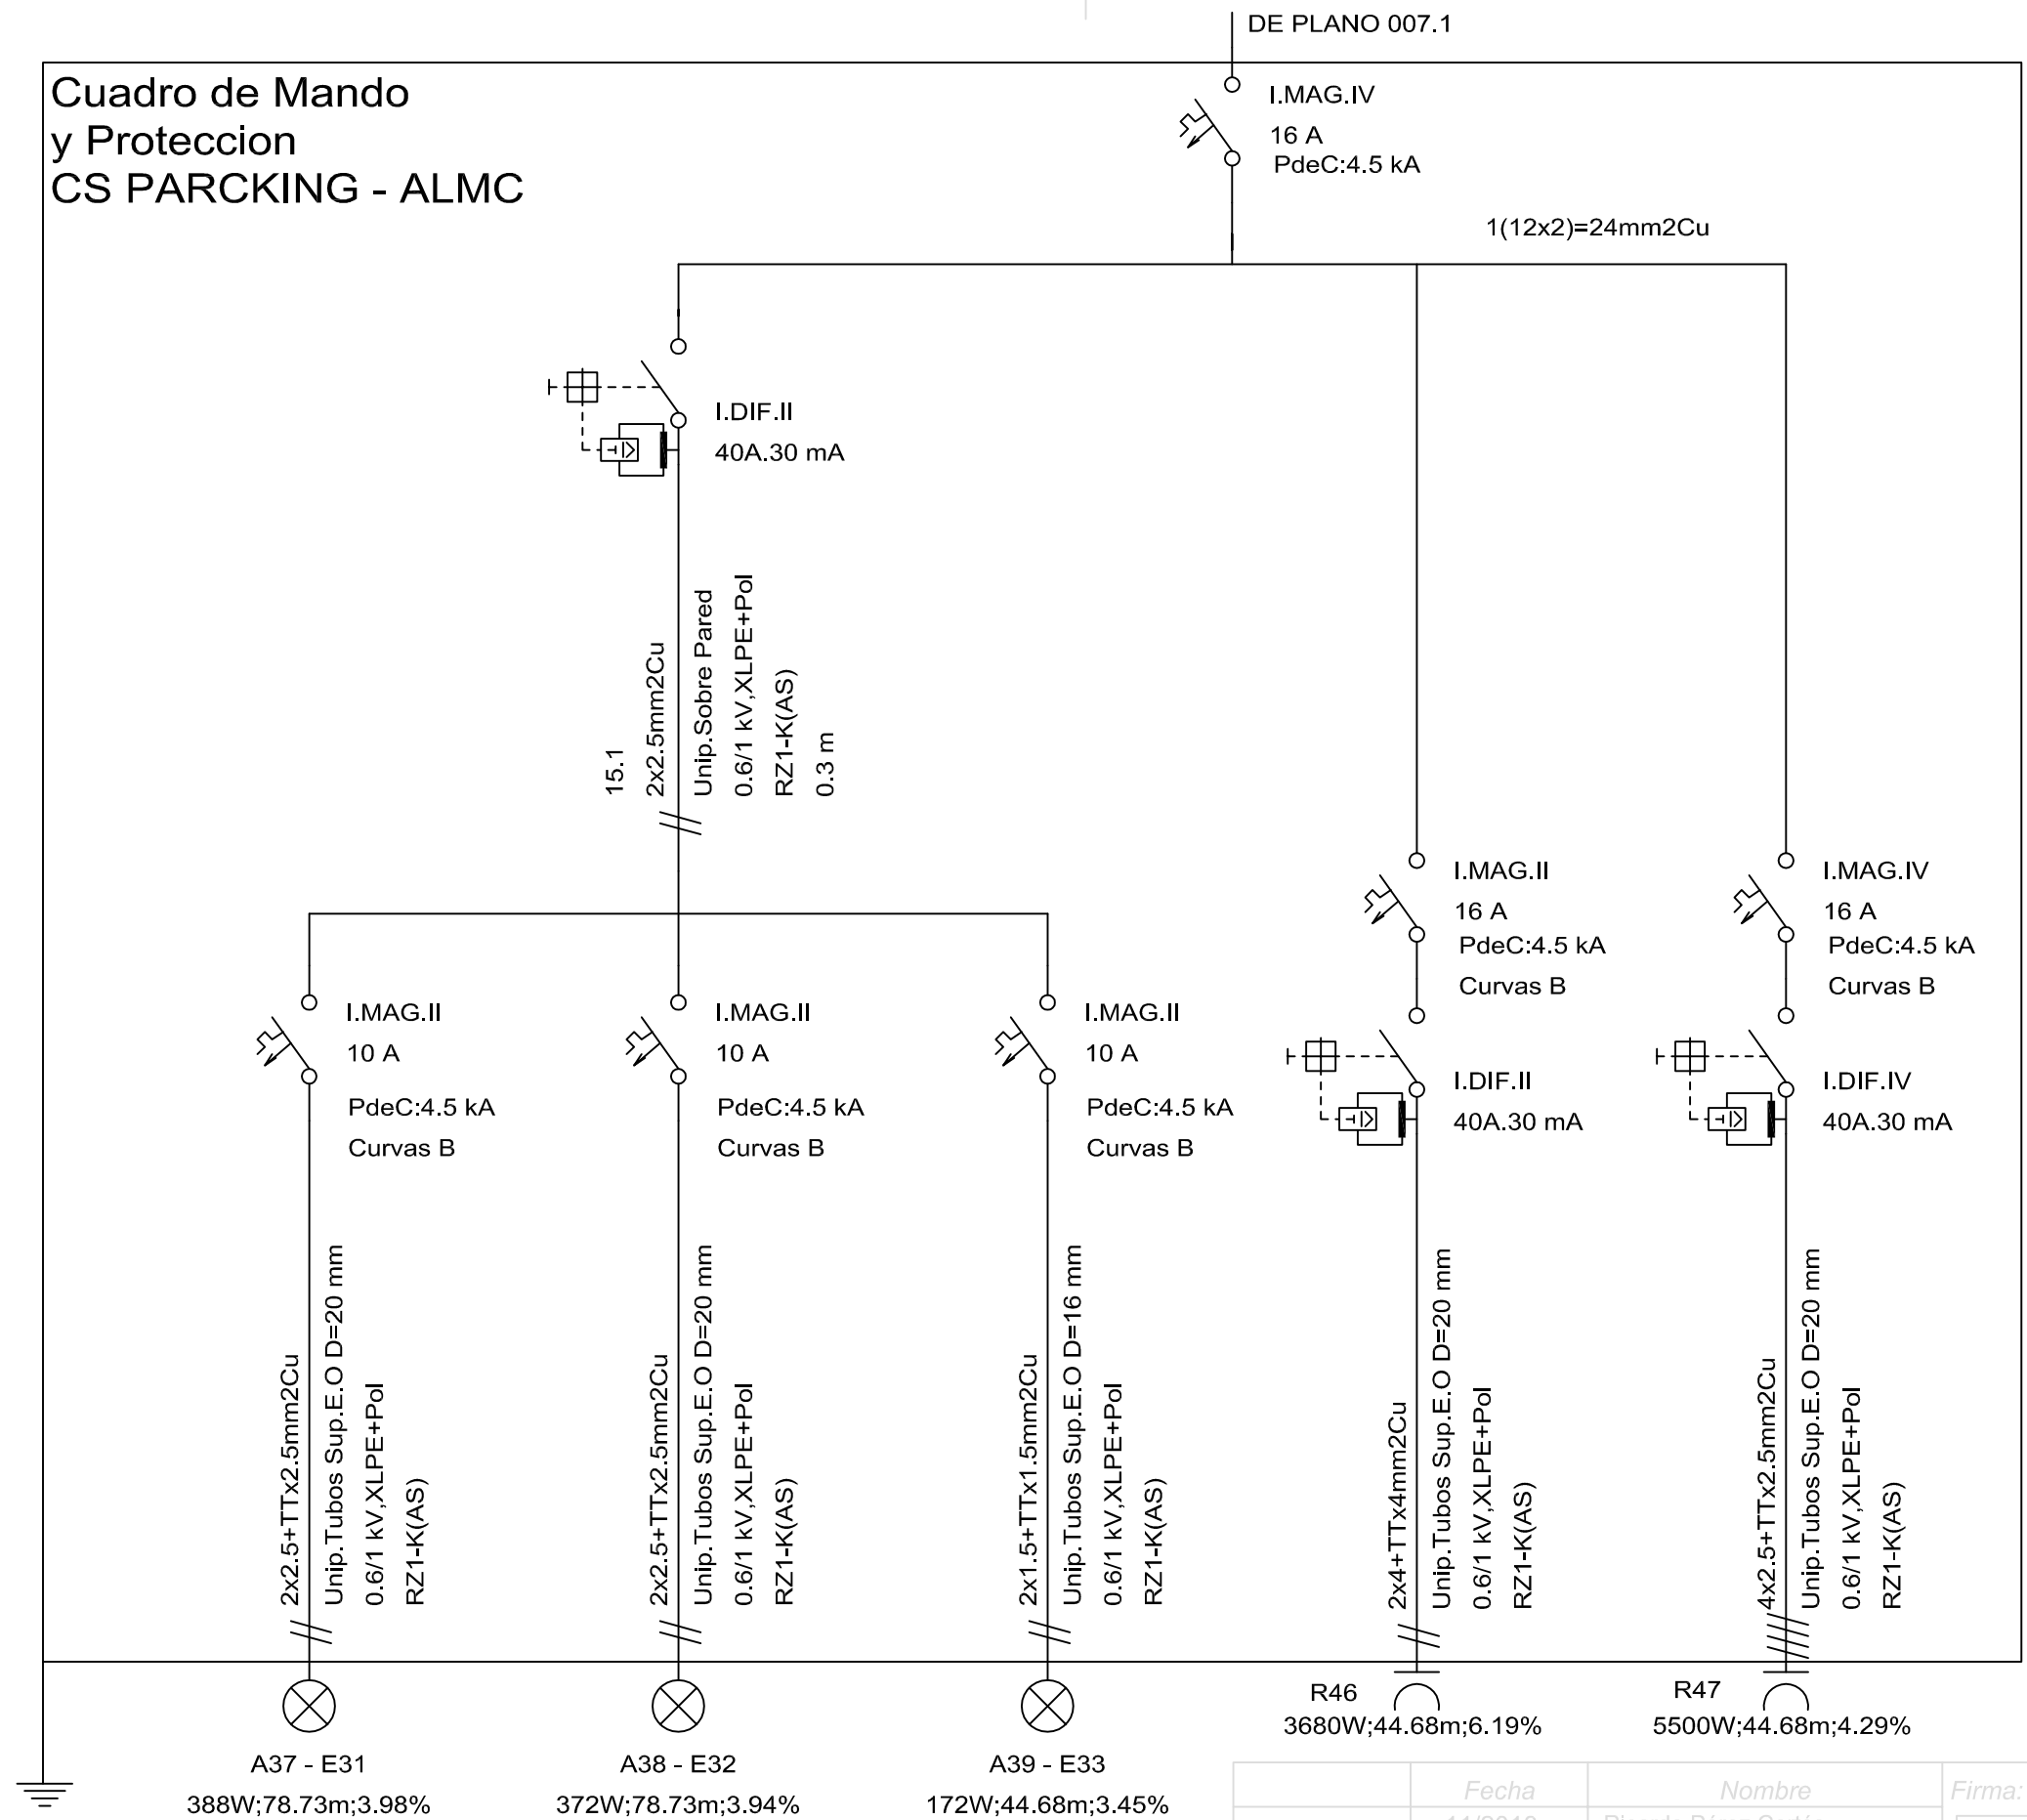 DE PLANO 007.1
Cuadro de Mando
y Proteccion
CS PARCKING - ALMC
I.MAG.IV
16 A
PdeC:4.5 kA
1(12x2)=24mm2Cu
I.DIF.II
40A.30 mA
15.1
2x2.5mm2Cu
Unip.Sobre Pared
0.6/1 kV,XLPE+Pol
RZ1-K(AS)
0.3 m
I.MAG.II
10 A
PdeC:4.5 kA
Curvas B
I.MAG.II
10 A
PdeC:4.5 kA
Curvas B
I.MAG.II
10 A
PdeC:4.5 kA
Curvas B
I.MAG.II
16 A
PdeC:4.5 kA
Curvas B
I.DIF.II
40A.30 mA
I.MAG.IV
16 A
PdeC:4.5 kA
Curvas B
I.DIF.IV
40A.30 mA
2x2.5+TTx2.5mm2Cu
Unip.Tubos Sup.E.O D=20 mm
0.6/1 kV,XLPE+Pol
RZ1-K(AS)
2x2.5+TTx2.5mm2Cu
Unip.Tubos Sup.E.O D=20 mm
0.6/1 kV,XLPE+Pol
RZ1-K(AS)
2x1.5+TTx1.5mm2Cu
Unip.Tubos Sup.E.O D=16 mm
0.6/1 kV,XLPE+Pol
RZ1-K(AS)
2x4+TTx4mm2Cu
Unip.Tubos Sup.E.O D=20 mm
0.6/1 kV,XLPE+Pol
RZ1-K(AS)
4x2.5+TTx2.5mm2Cu
Unip.Tubos Sup.E.O D=20 mm
0.6/1 kV,XLPE+Pol
RZ1-K(AS)
A37 - E31
388W;78.73m;3.98%
A38 - E32
372W;78.73m;3.94%
A39 - E33
172W;44.68m;3.45%
R46
3680W;44.68m;6.19%
R47
5500W;44.68m;4.29%
Fecha
Nombre
Firma: